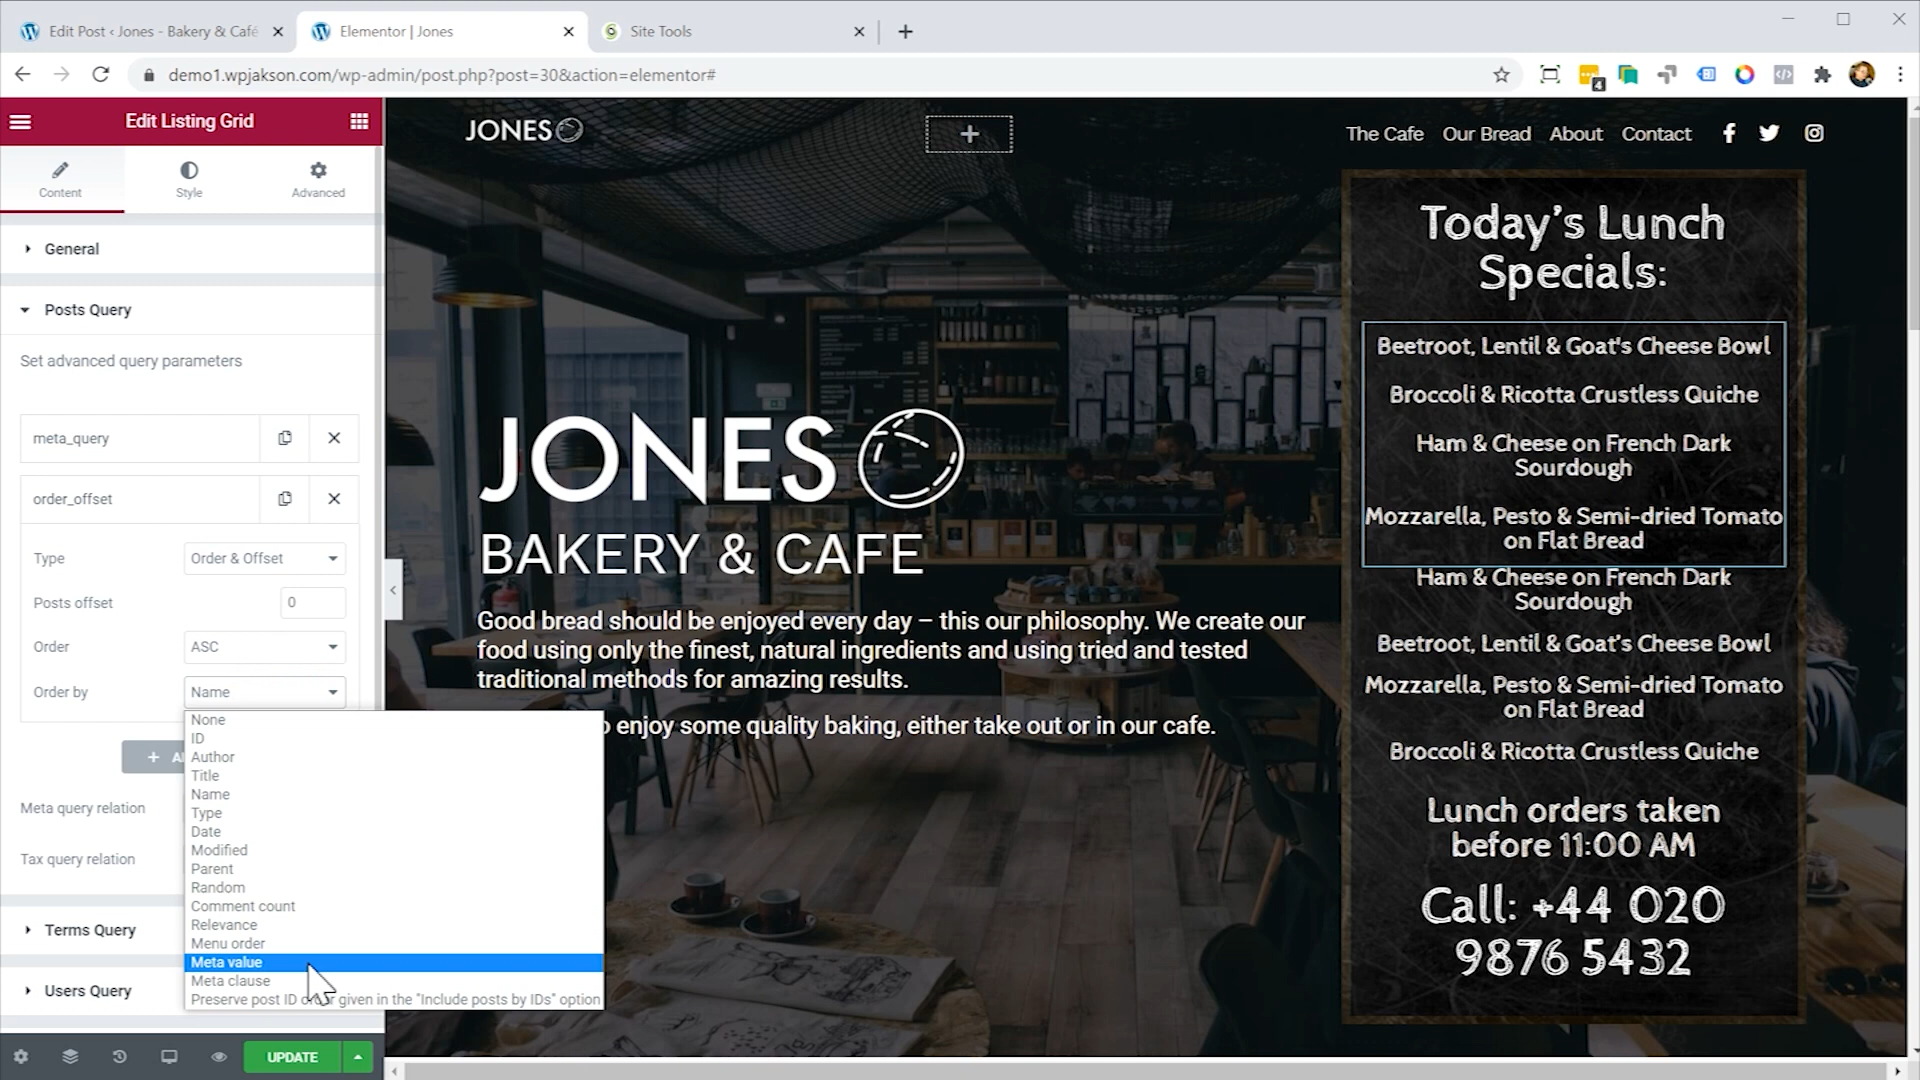 Edit Post ‹ Jones - Bakery & Café
Elementor | Jones
Site Tools
demo1.wpjakson.com/wp-admin/post.php?post=30&action=elementor#
4
Edit Listing Grid
Content
Style
Advanced
General
Posts Query
Set advanced query parameters
meta_query
order_offset
Type
Order & Offset
Posts offset
0
Order
ASC
Order by
Name
None
ID
Author
Title
Name
Type
Date
Modified
Parent
Random
Comment count
Relevance
Menu order
Meta value
Meta clause
Preserve post ID order given in the "Include posts by IDs" option
Meta query relation
Tax query relation
Terms Query
Users Query
UPDATE
JONES
The Cafe
Our Bread
About
Contact
JONES
BAKERY & CAFE
Good bread should be enjoyed every day – this our philosophy. We create our
food using only the finest, natural ingredients and using tried and tested
traditional methods for amazing results.
enjoy some quality baking, either take out or in our cafe.
Today's Lunch
Specials:
Beetroot, Lentil & Goat's Cheese Bowl
Broccoli & Ricotta Crustless Quiche
Ham & Cheese on French Dark
Sourdough
Mozzarella, Pesto & Semi-dried Tomato
on Flat Bread
Ham & Cheese on French Dark
Sourdough
Beetroot, Lentil & Goat's Cheese Bowl
Mozzarella, Pesto & Semi-dried Tomato
on Flat Bread
Broccoli & Ricotta Crustless Quiche
Lunch orders taken
before 11:00 AM
Call: +44 020
9876 5432